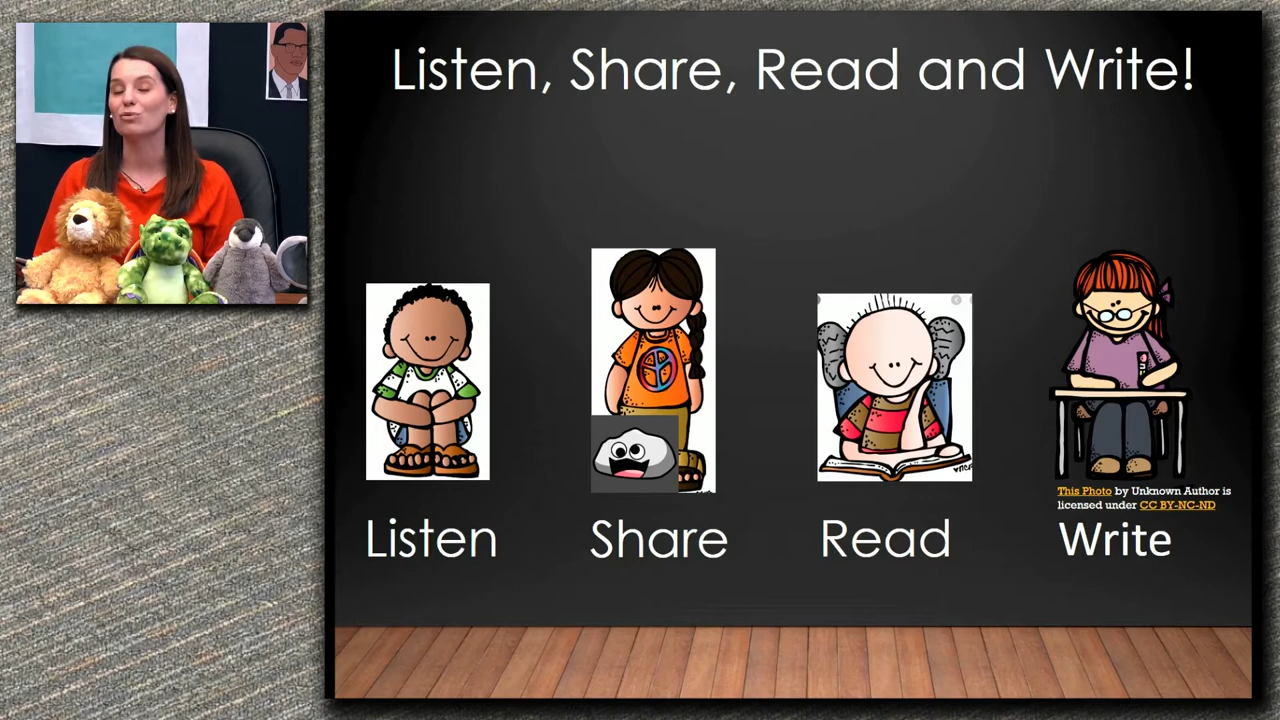 Listen, Share, Read and Write!
This Photo by Unknown Author is
licensed under CC BY-NC-ND
Listen
Share
Read
Write